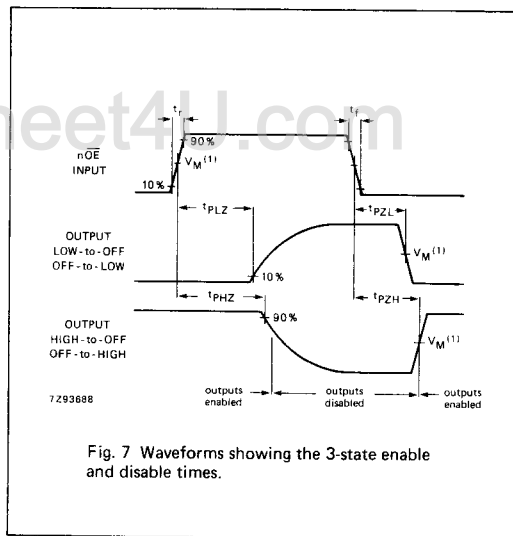 neet4U.com
tr
tf
nOE
INPUT
90%
VM(1)
10%
tPLZ
tPZL
OUTPUT
LOW-to-OFF
OFF-to-LOW
VM(1)
10%
tPHZ
tPZH
OUTPUT
HIGH-to-OFF
OFF-to-HIGH
90%
VM(1)
outputs
enabled
outputs
disabled
outputs
enabled
7Z93688
Fig. 7 Waveforms showing the 3-state enable
and disable times.